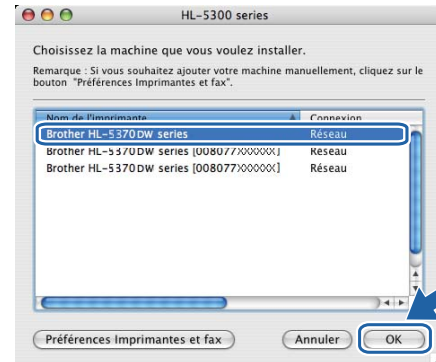 HL-5300 series
Choisissez la machine que vous voulez installer.
Remarque : Si vous souhaitez ajouter votre machine manuellement, cliquez sur le
bouton "Préférences Imprimantes et fax".
Nom de l'imprimante Connexion
Brother HL-5370DW series Réseau
Brother HL-5370DW series [008077XXXXXX] Réseau
Brother HL-5370DW series [008077XXXXXX] Réseau
Préférences Imprimantes et fax Annuler OK